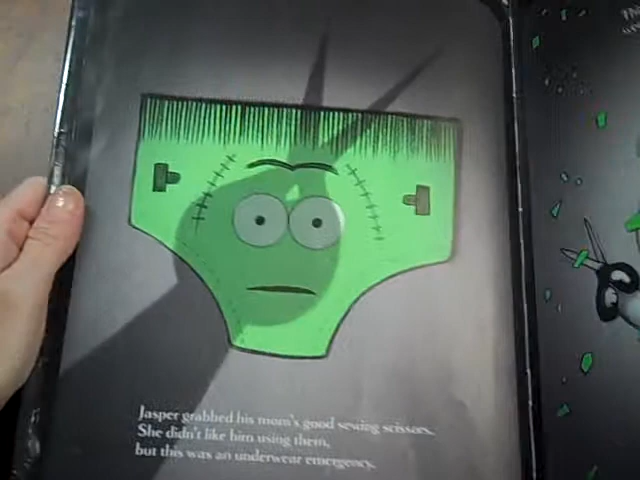 Jasper grabbed his mom's good sewing scissors.
She didn't like him using them,
but this was an underwear emergency.